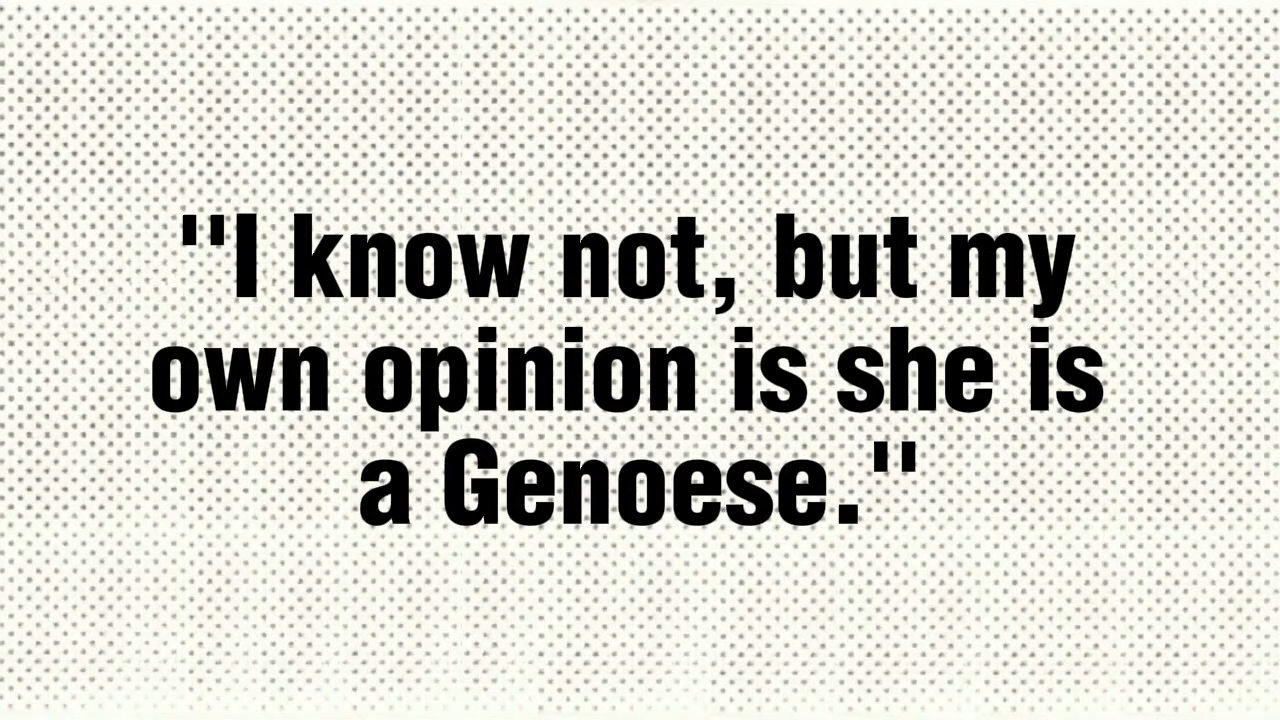 "I know not, but my
own opinion is she is
a Genoese."